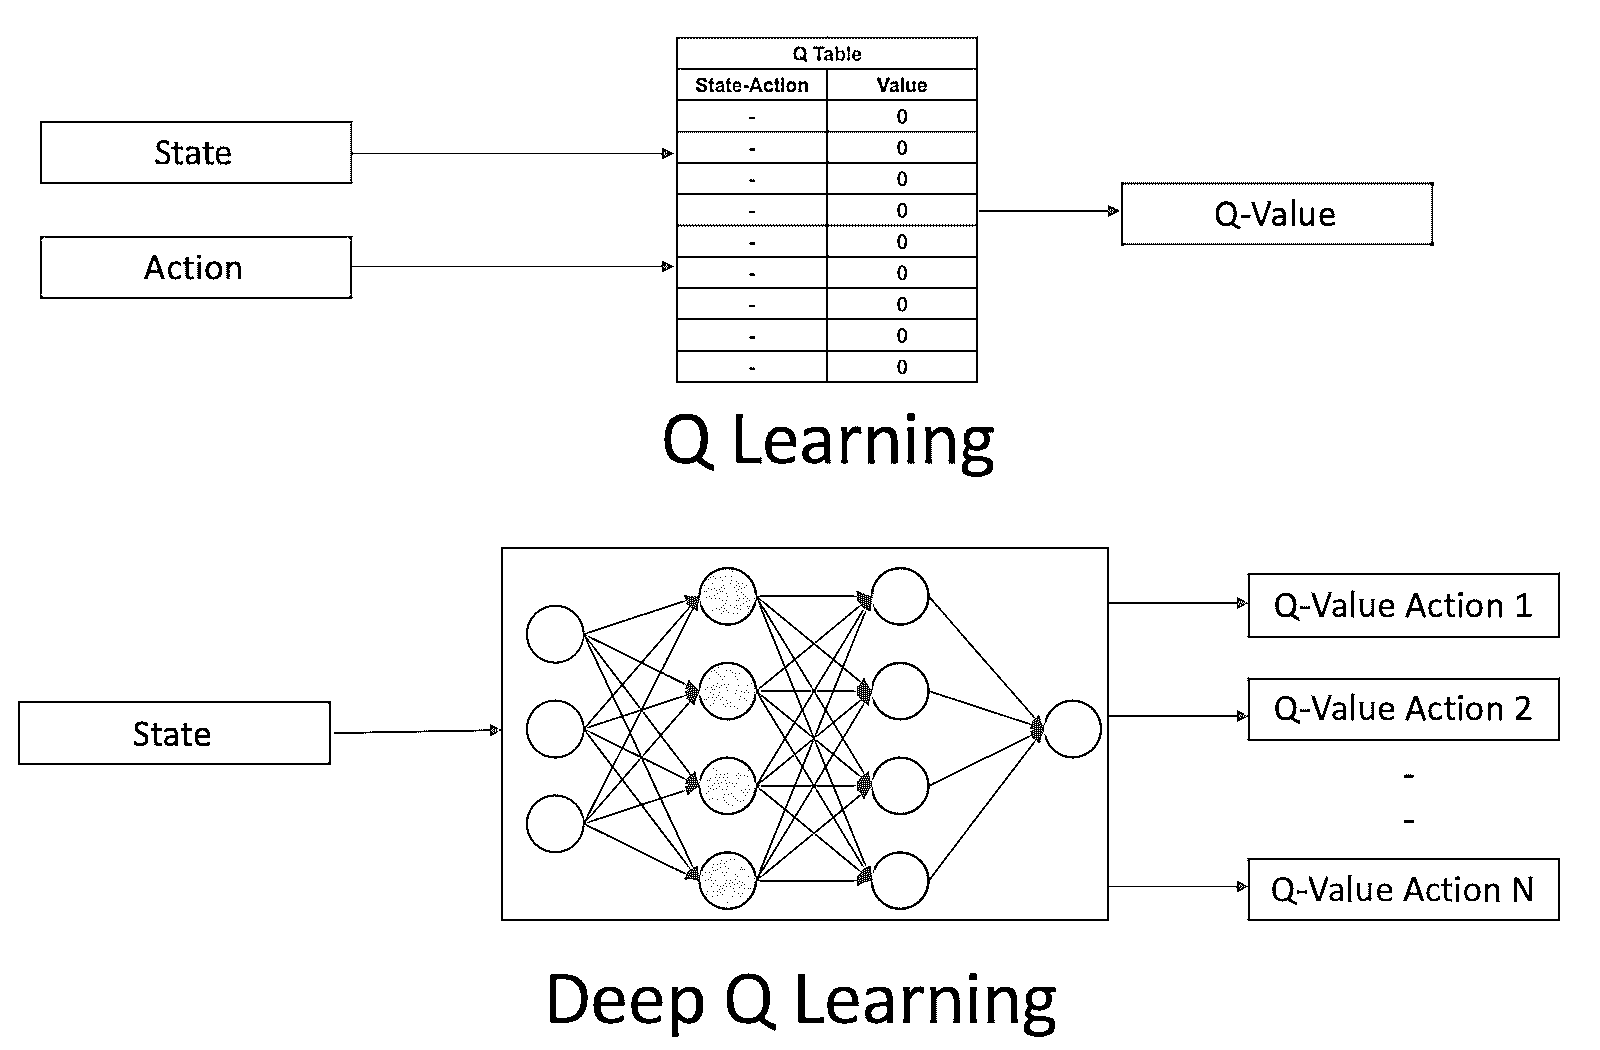 Q Table
State-Action Value
- 0
- 0
- 0
- 0
- 0
- 0
- 0
- 0
- 0
State
Action
Q-Value
Q Learning
State
Q-Value Action 1
Q-Value Action 2
-
-
Q-Value Action N
Deep Q Learning